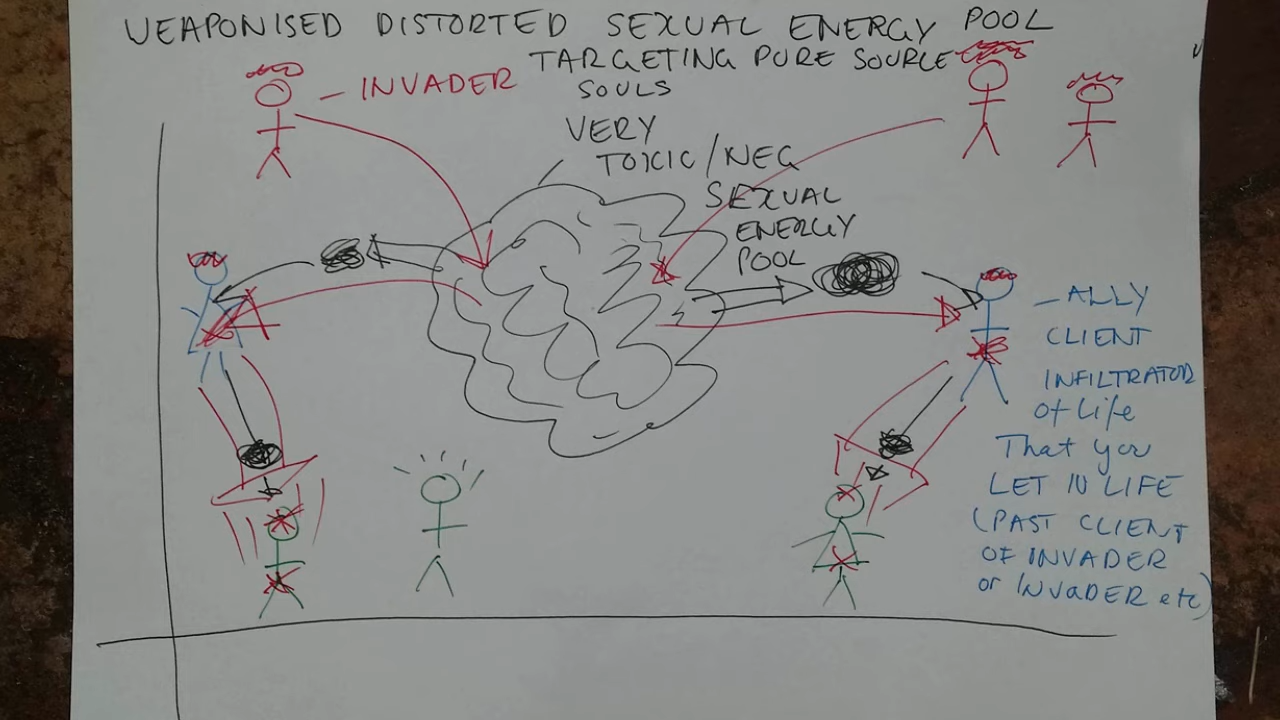 WEAPONISED DISTORTED SEXUAL ENERGY POOL
TARGETING PURE SOURCE
SOULS
- INVADER
VERY
TOXIC/NEG
SEXUAL
ENERGY
POOL
- ALLY
CLIENT
INFILTRATOR
of Life
That you
LET IN LIFE
(PAST CLIENT
OF INVADER
or INVADER etc)